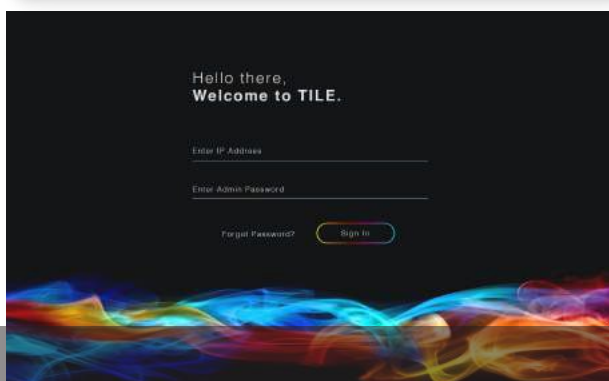 Hello there,
Welcome to TILE.
Enter IP Address
Enter Admin Password
Forgot Password?
Sign In